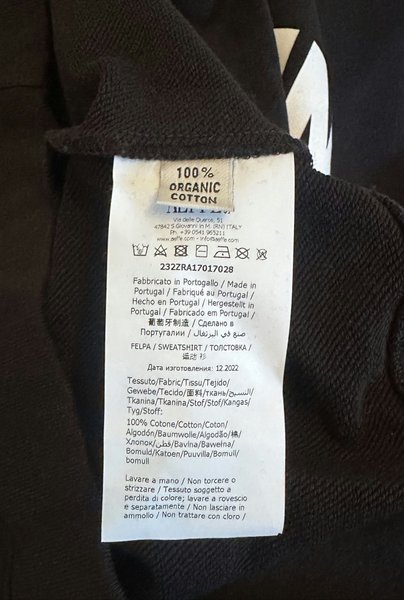 100%
ORGANIC
COTTON
AEFFE
Via delle Querce, 51
47842 S.Giovanni in M. (RN) ITALY
Ph. +39 0541 965211
www.aeffe.com - info@aeffe.com
232ZRA17017028
Fabbricato in Portogallo / Made in
Portugal / Fabriqué au Portugal /
Hecho en Portugal / Hergestellt in
Portugal / Fabricado em Portugal /
葡萄牙制造 / Сделано в
Португалии / صنع في البرتغال
FELPA / SWEATSHIRT / ТОЛСТОВКА /
运动 衫
Дата изготовления: 12 2022
Tessuto/Fabric/Tissu/Tejido/
Gewebe/Tecido/面料/ткань/النسيج/
Tkanina/Tkanina/Stof/Stof/Kangas/
Tyg/Stoff:
100% Cotone/Cotton/Coton/
Algodón/Baumwolle/Algodão/棉/
Хлопок/قطن/Bavlna/Bawełna/
Bomuld/Katoen/Puuvilla/Bomull/
bomull
Lavare a mano / Non torcere o
strizzare / Tessuto soggetto a
perdita di colore; lavare a rovescio
e separatamente / Non lasciare in
ammollo / Non trattare con cloro /